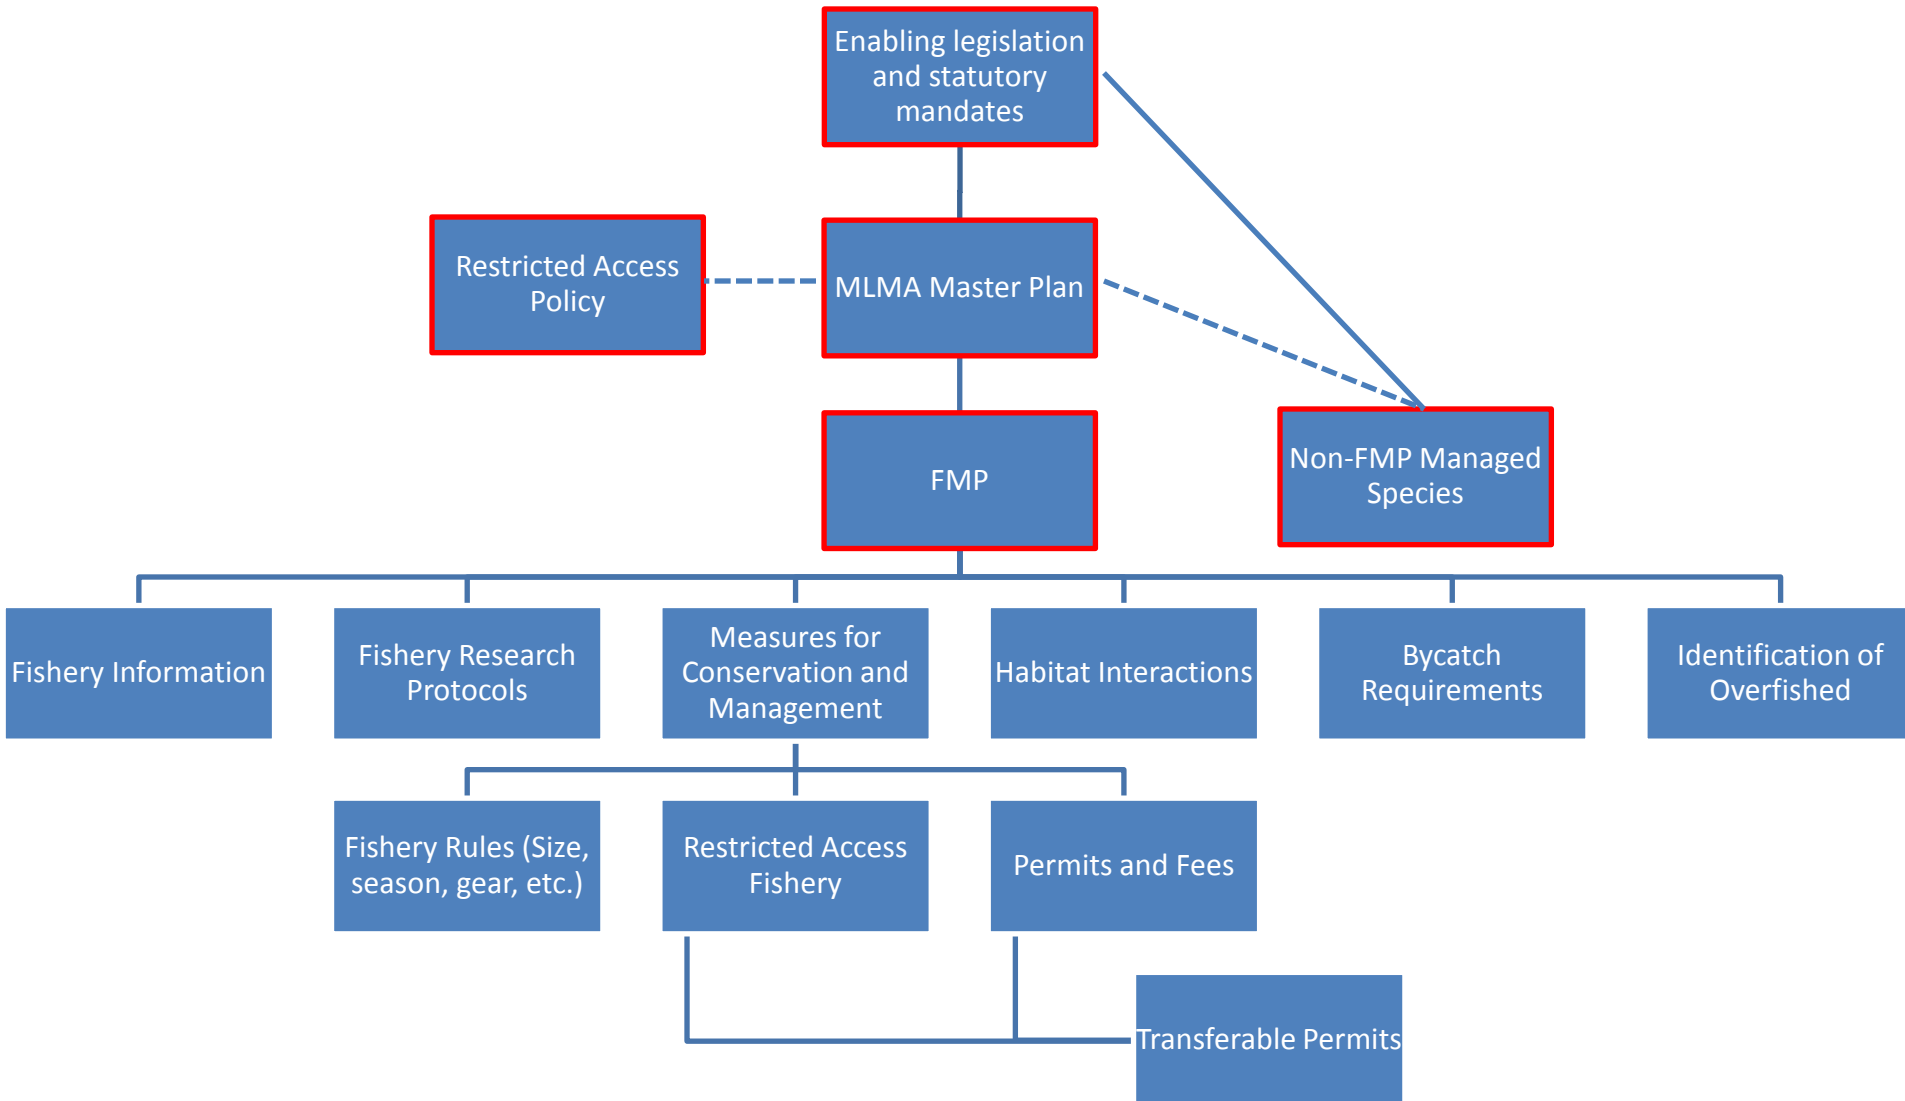 Enabling legislation
and statutory
mandates
Restricted Access
Policy
MLMA Master Plan
FMP
Non-FMP Managed
Species
Fishery Information
Fishery Research
Protocols
Measures for
Conservation and
Management
Habitat Interactions
Bycatch
Requirements
Identification of
Overfished
Fishery Rules (Size,
season, gear, etc.)
Restricted Access
Fishery
Permits and Fees
Transferable Permits